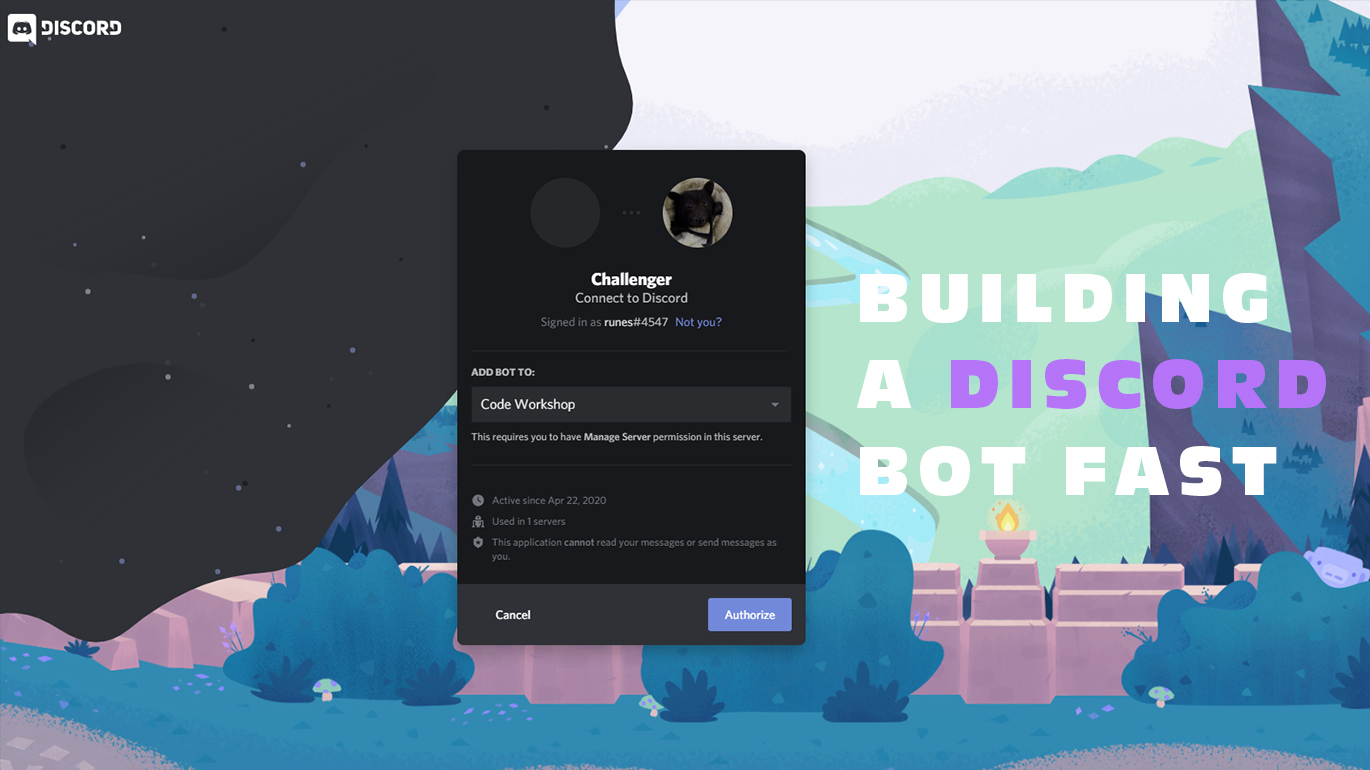 DISCORD
Challenger
Connect to Discord
Signed in as runes#4547 Not you?
ADD BOT TO:
Code Workshop
This requires you to have Manage Server permission in this server.
Active since Apr 22, 2020
Used in 1 servers
This application cannot read your messages or send messages as
you.
Cancel
Authorize
BUILDING
A DISCORD
BOT FAST